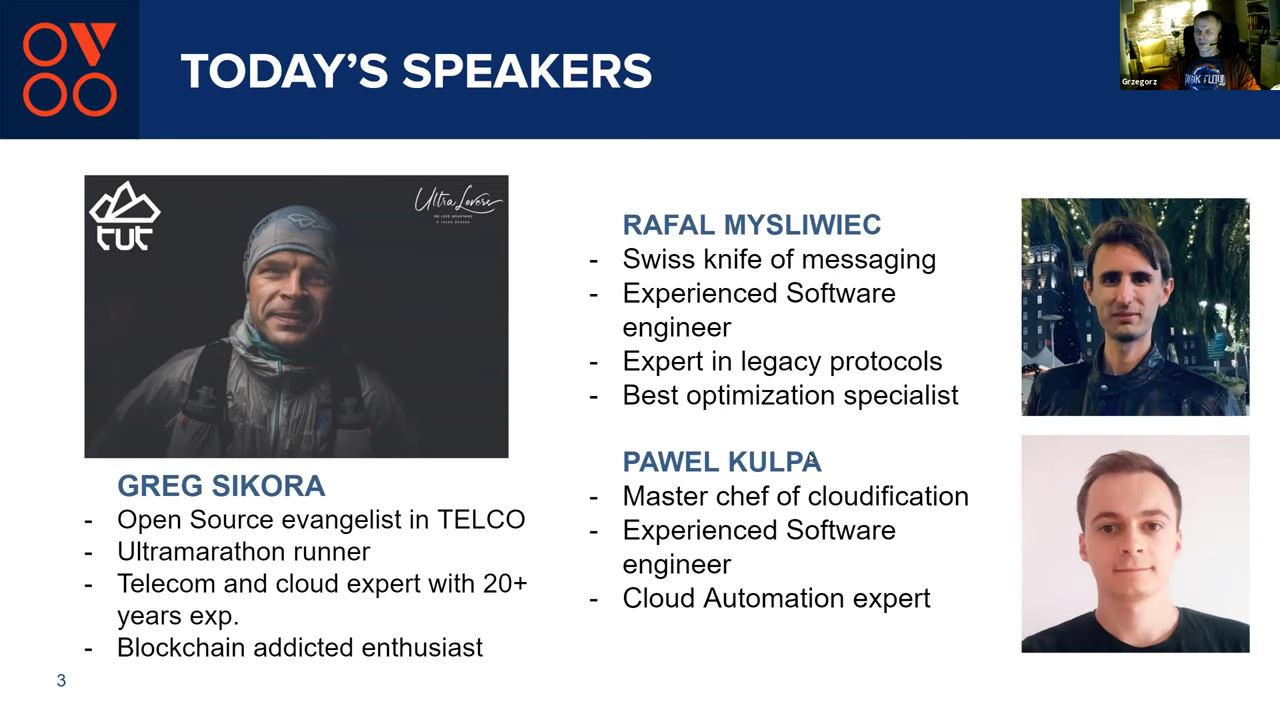 OVOO
TODAY'S SPEAKERS
Grzegorz
tut
Ultra Lovers
GREG SIKORA
- Open Source evangelist in TELCO
- Ultramarathon runner
- Telecom and cloud expert with 20+
years exp.
- Blockchain addicted enthusiast
RAFAL MYSLIWIEC
- Swiss knife of messaging
- Experienced Software
engineer
- Expert in legacy protocols
- Best optimization specialist
PAWEL KULPA
- Master chef of cloudification
- Experienced Software
engineer
- Cloud Automation expert
3